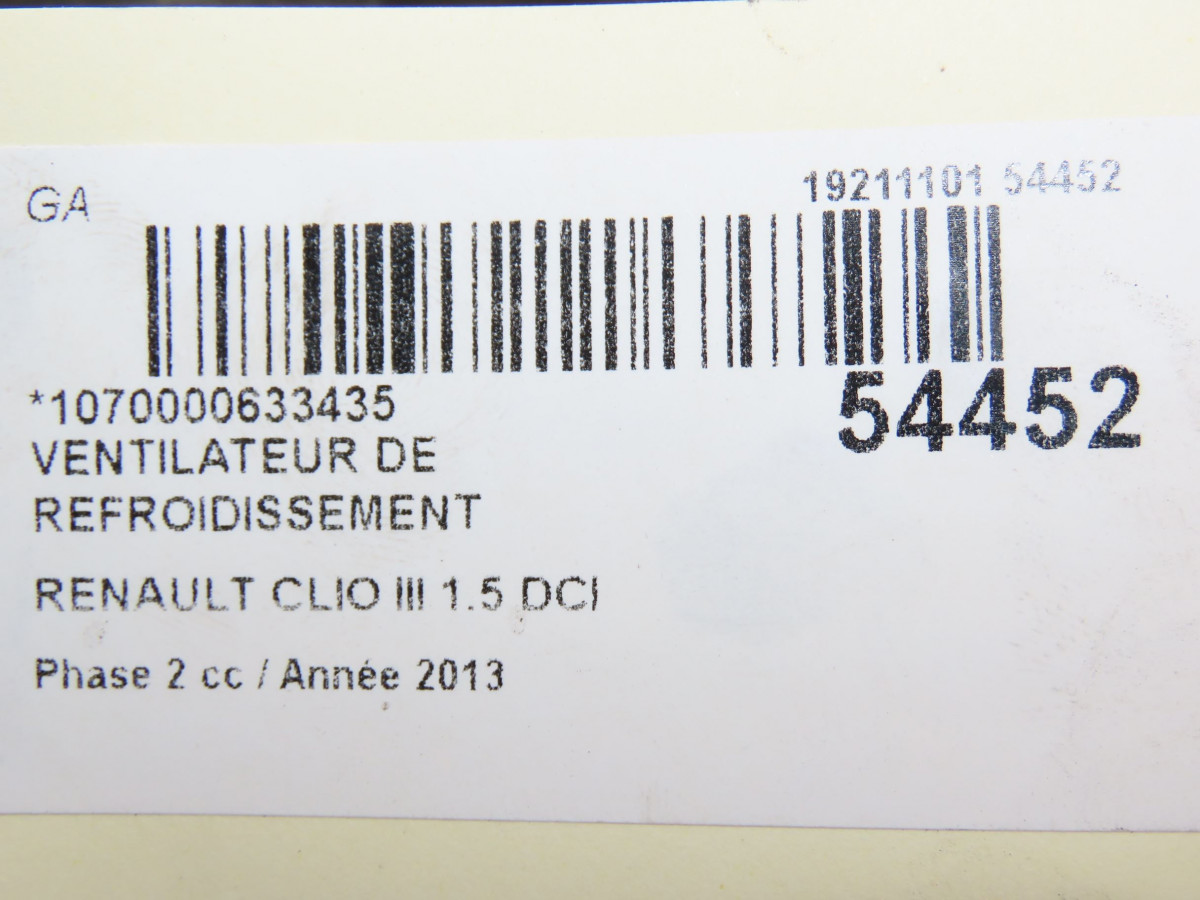 GA
19211101 54452
*1070000633435
54452
VENTILATEUR DE
REFROIDISSEMENT
RENAULT CLIO III 1.5 DCI
Phase 2 cc / Année 2013